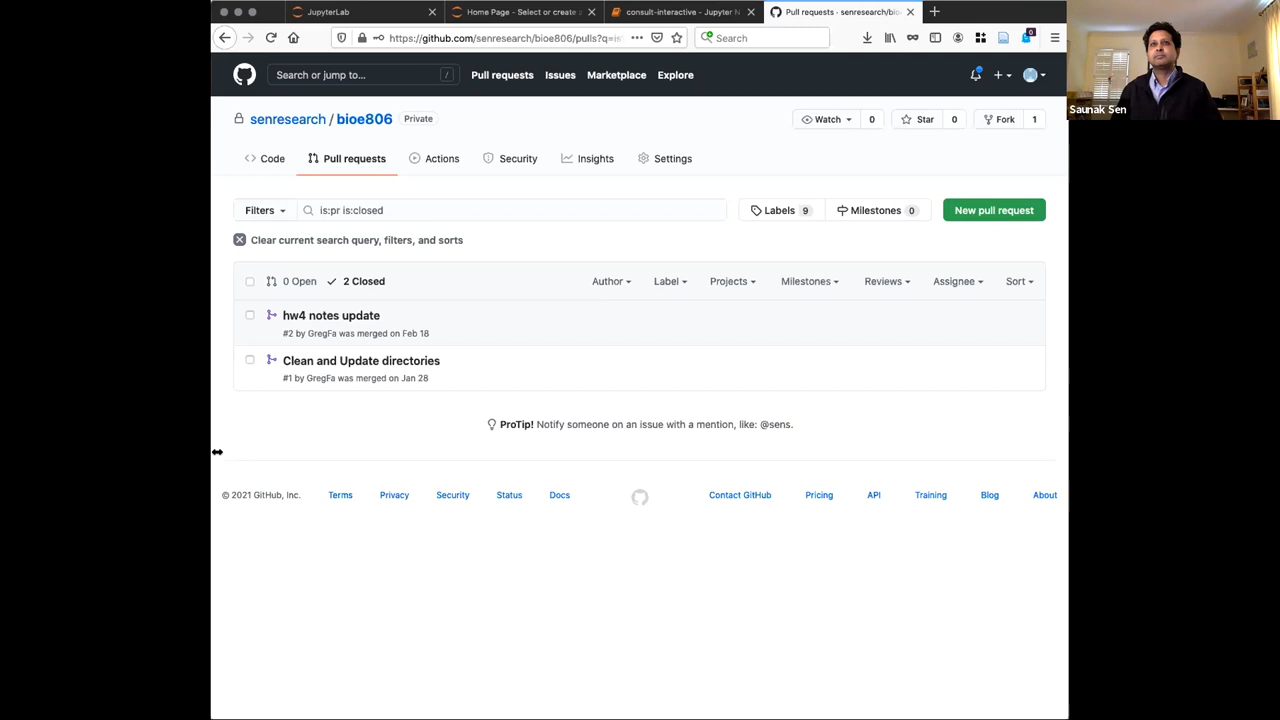 JupyterLab
Home Page - Select or create
consult-interactive - Jupyter N
Pull requests · senresearch/bio
https://github.com/senresearch/bioe806/pulls?q=is
Search
0
Search or jump to...
/
Pull requests
Issues
Marketplace
Explore
senresearch / bioe806
Private
Watch
0
Star
0
Fork
1
Code
Pull requests
Actions
Security
Insights
Settings
Filters
is:pr is:closed
Labels 9
Milestones 0
New pull request
Clear current search query, filters, and sorts
0 Open
2 Closed
Author
Label
Projects
Milestones
Reviews
Assignee
Sort
hw4 notes update
#2 by GregFa was merged on Feb 18
Clean and Update directories
#1 by GregFa was merged on Jan 28
ProTip! Notify someone on an issue with a mention, like: @sens.
© 2021 GitHub, Inc.
Terms
Privacy
Security
Status
Docs
Contact GitHub
Pricing
API
Training
Blog
About
Saunak Sen